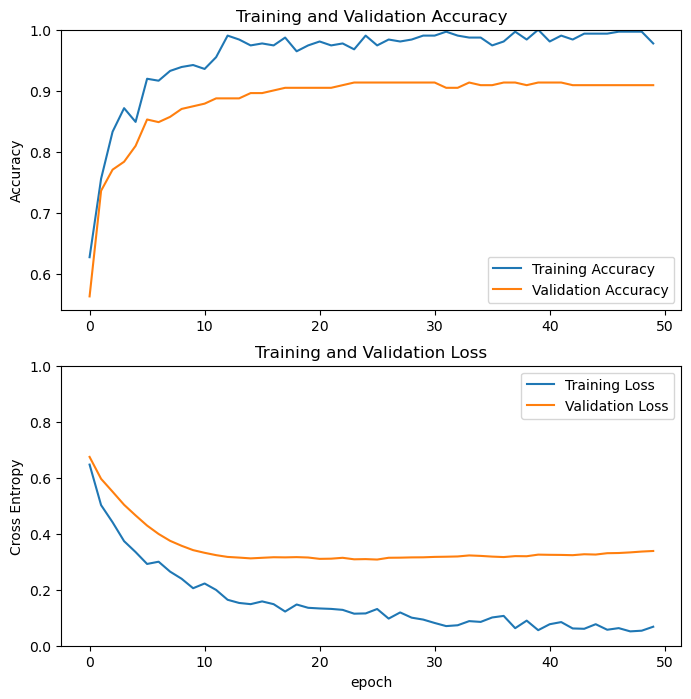 Training and Validation Accuracy
1.0
0.9
0.8
0.7
0.6
Accuracy
Training Accuracy
Validation Accuracy
0 10 20 30 40 50
Training and Validation Loss
1.0
0.8
0.6
0.4
0.2
0.0
Cross Entropy
Training Loss
Validation Loss
0 10 20 30 40 50
epoch